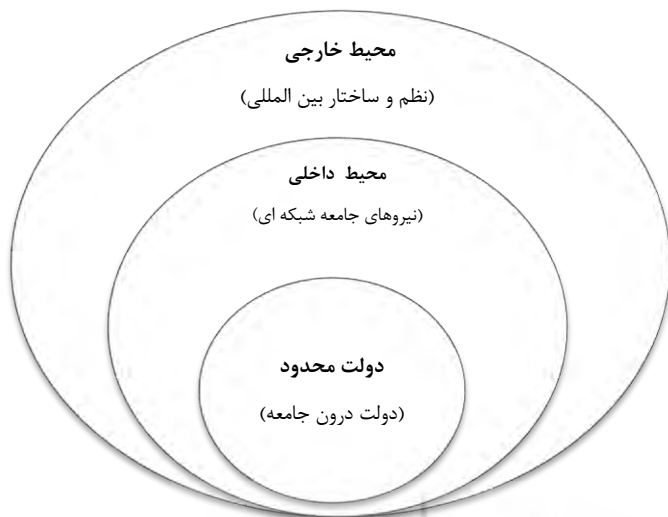 محیط خارجی
(نظم و ساختار بین المللی)
محیط داخلی
(نیروهای جامعه شبکه ای)
دولت محدود
(دولت درون جامعه)